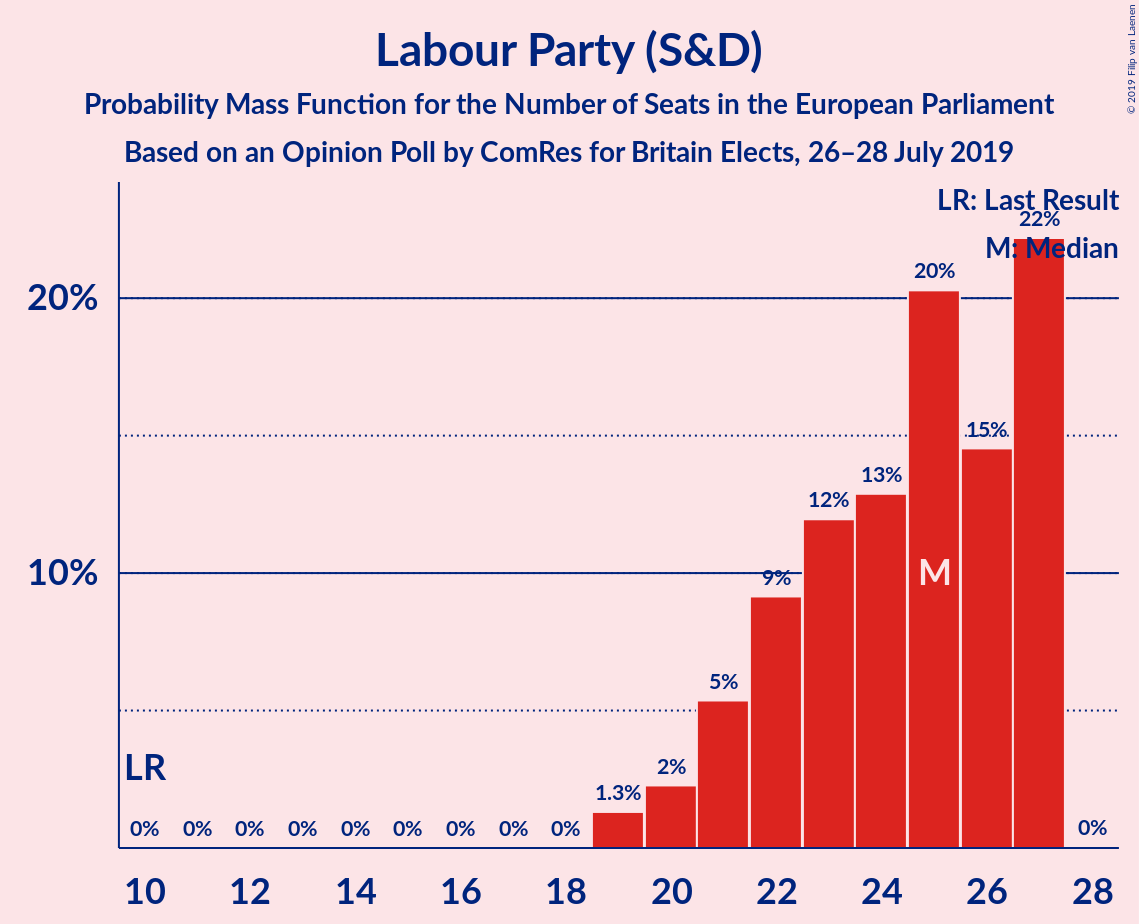 Labour Party (S&D)
Probability Mass Function for the Number of Seats in the European Parliament
Based on an Opinion Poll by ComRes for Britain Elects, 26–28 July 2019
© 2019 Filip van Laenen
LR: Last Result
M: Median
20%
10%
LR
M
0% 0% 0% 0% 0% 0% 0% 0% 0% 1.3% 2% 5% 9% 12% 13% 20% 15% 22% 0%
10 12 14 16 18 20 22 24 26 28